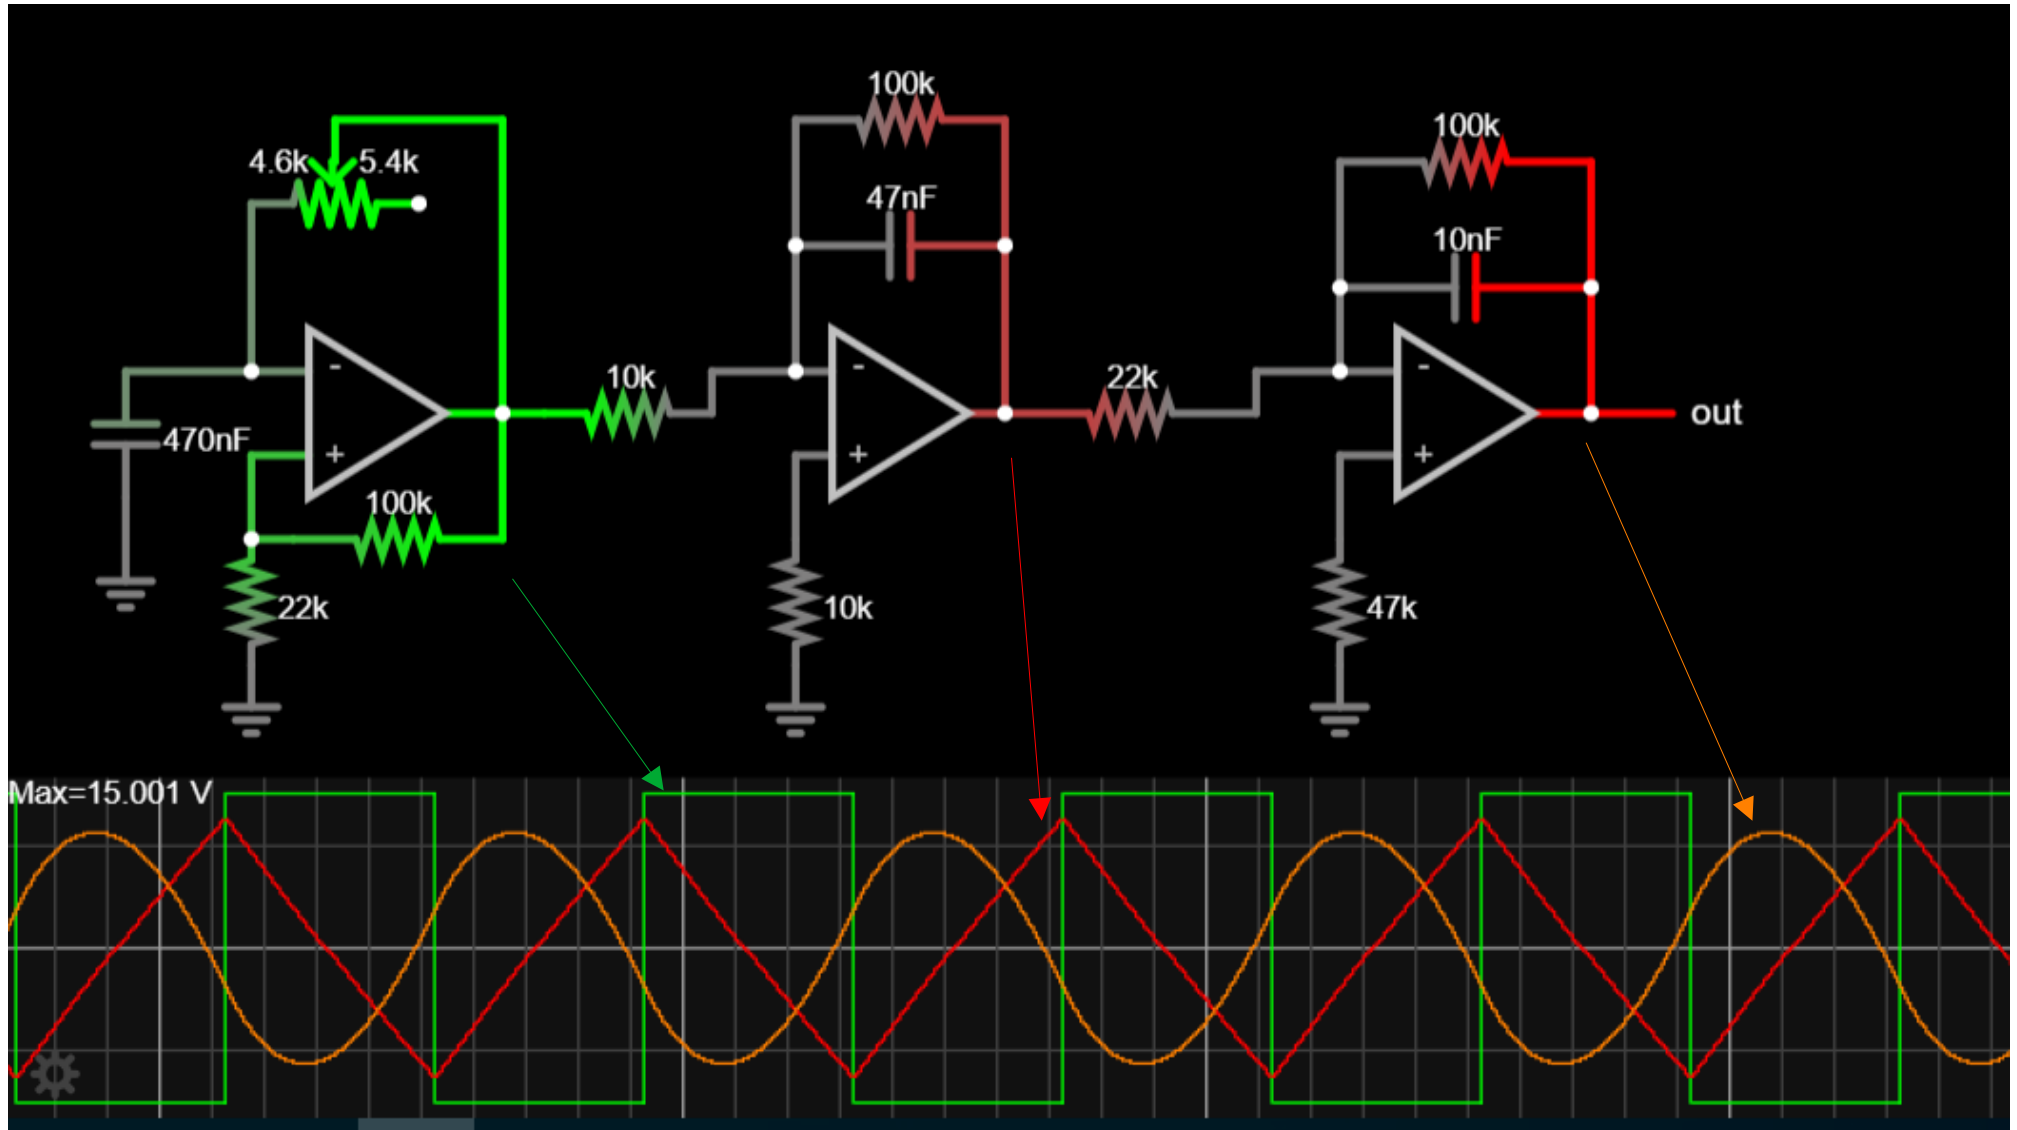 100k
100k
4.6k 5.4k
47nF
10nF
- - -
10k 22k
out
470nF
+ + +
100k
22k 10k 47k
Max=15.001 V